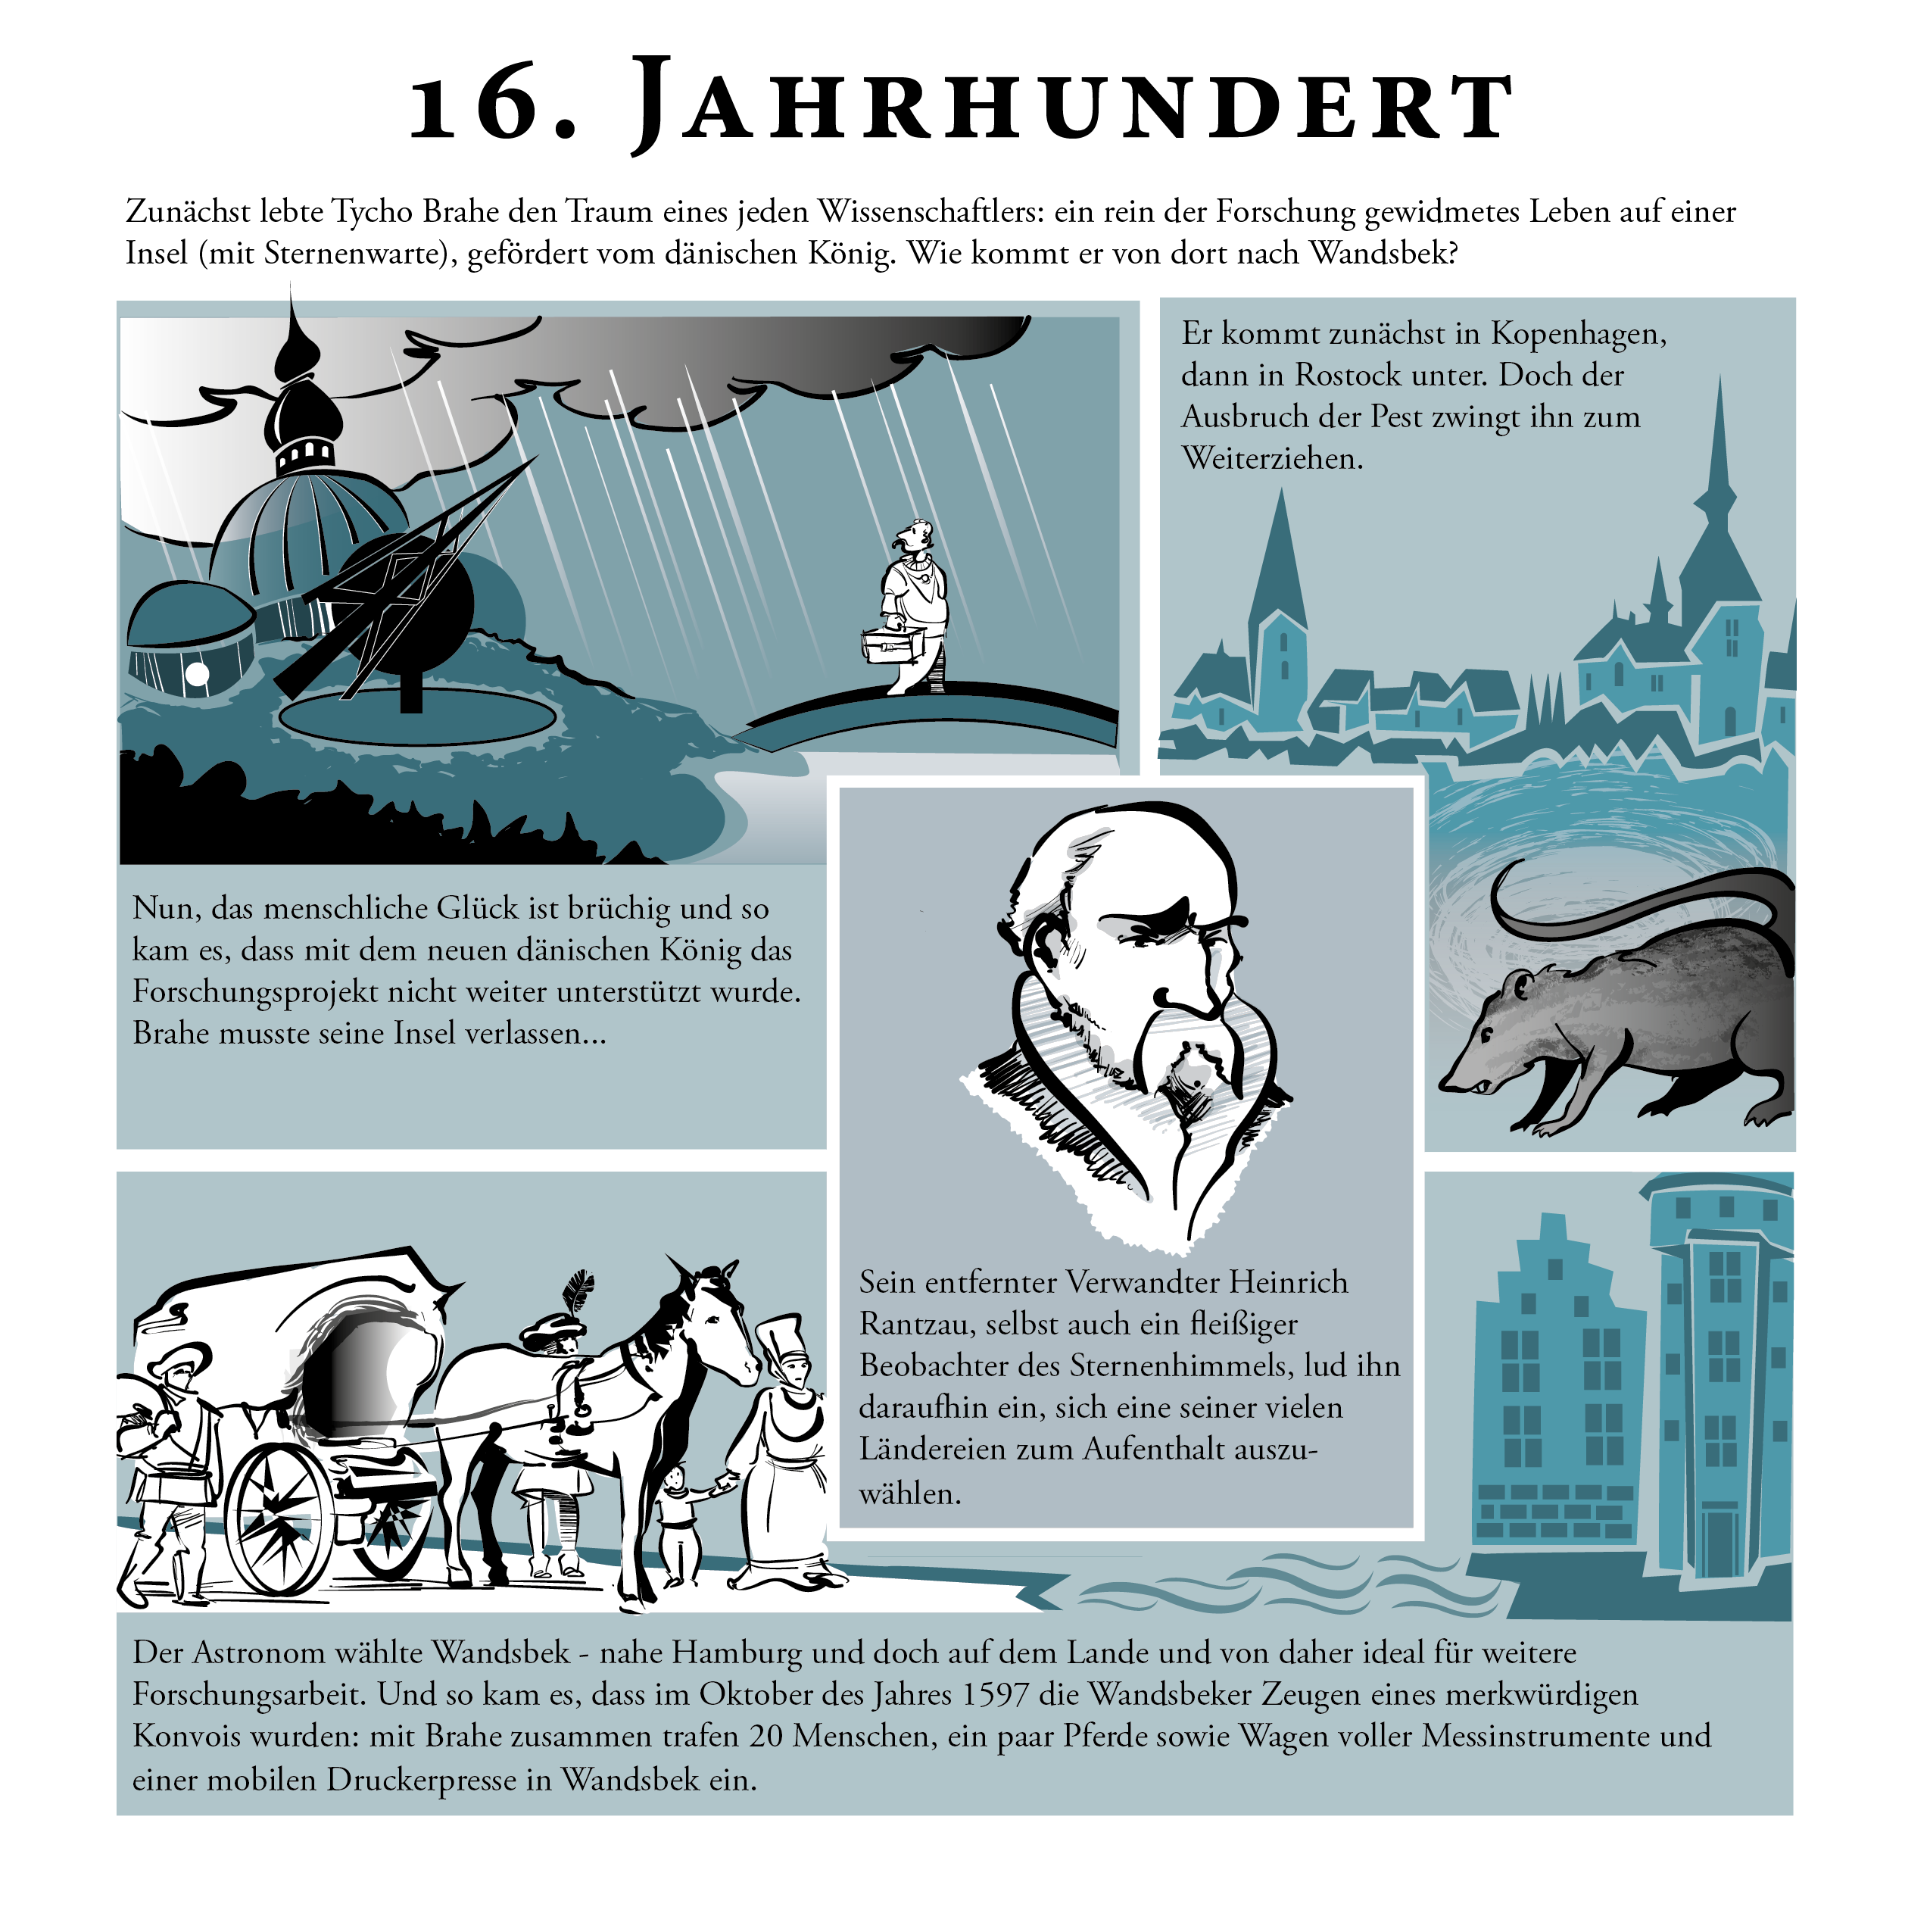 16. Jahrhundert
Zunächst lebte Tycho Brahe den Traum eines jeden Wissenschaftlers: ein rein der Forschung gewidmetes Leben auf einer
Insel (mit Sternenwarte), gefördert vom dänischen König. Wie kommt er von dort nach Wandsbek?
Nun, das menschliche Glück ist brüchig und so
kam es, dass mit dem neuen dänischen König das
Forschungsprojekt nicht weiter unterstützt wurde.
Brahe musste seine Insel verlassen...
Er kommt zunächst in Kopenhagen,
dann in Rostock unter. Doch der
Ausbruch der Pest zwingt ihn zum
Weiterziehen.
Sein entfernter Verwandter Heinrich
Rantzau, selbst auch ein fleißiger
Beobachter des Sternenhimmels, lud ihn
daraufhin ein, sich eine seiner vielen
Ländereien zum Aufenthalt auszu-
wählen.
Der Astronom wählte Wandsbek - nahe Hamburg und doch auf dem Lande und von daher ideal für weitere
Forschungsarbeit. Und so kam es, dass im Oktober des Jahres 1597 die Wandsbeker Zeugen eines merkwürdigen
Konvois wurden: mit Brahe zusammen trafen 20 Menschen, ein paar Pferde sowie Wagen voller Messinstrumente und
einer mobilen Druckerpresse in Wandsbek ein.